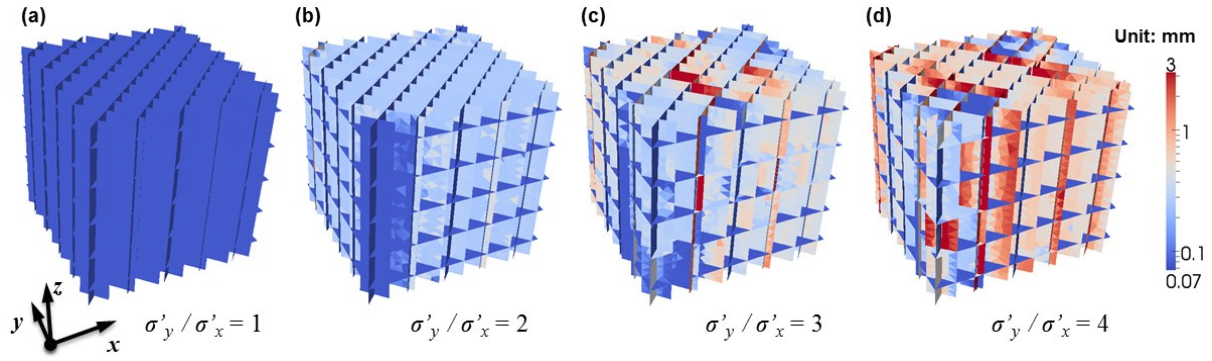 (a) (b) (c) (d)
Unit: mm
3
1
0.1
0.07
z
y
x
σ'y / σ'x = 1 σ'y / σ'x = 2 σ'y / σ'x = 3 σ'y / σ'x = 4